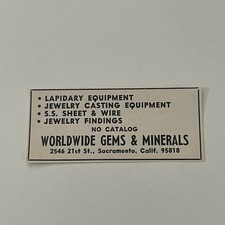 • LAPIDARY EQUIPMENT
• JEWELRY CASTING EQUIPMENT
• S.S. SHEET & WIRE
• JEWELRY FINDINGS
NO CATALOG
WORLDWIDE GEMS & MINERALS
2546 21st St., Sacramento, Calif. 95818